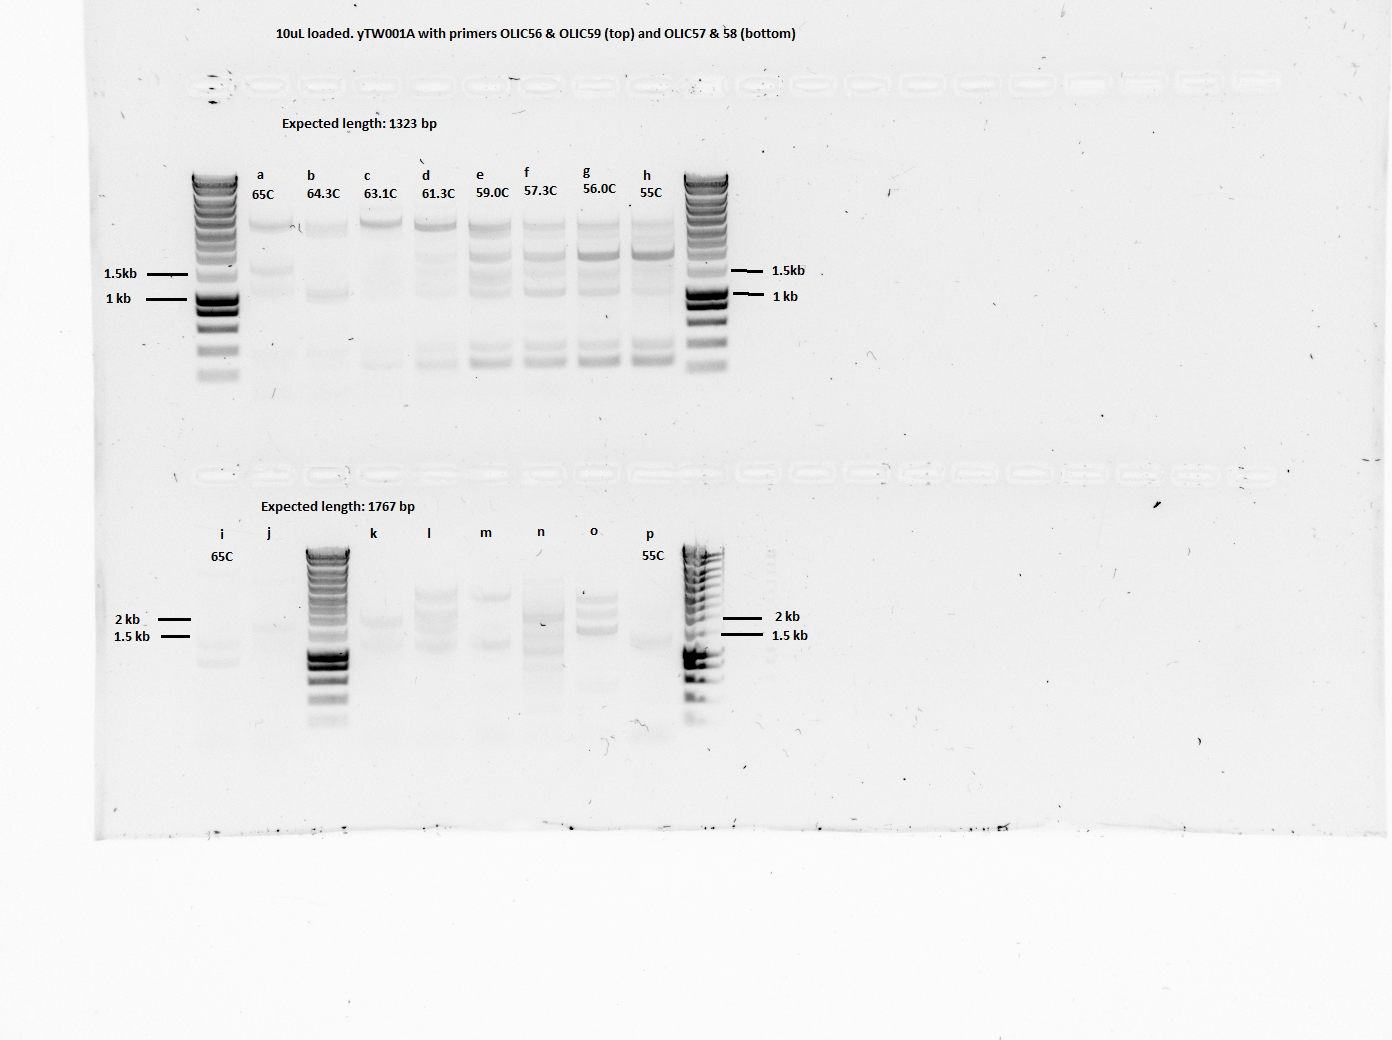 10uL loaded. yTW001A with primers OLIC56 & OLIC59 (top) and OLIC57 & 58 (bottom)
Expected length: 1323 bp
a b c d e f g h
65C 64.3C 63.1C 61.3C 59.0C 57.3C 56.0C 55C
1.5kb 1.5kb
1 kb 1 kb
Expected length: 1767 bp
i j k l m n o p
65C 55C
2 kb 2 kb
1.5 kb 1.5 kb